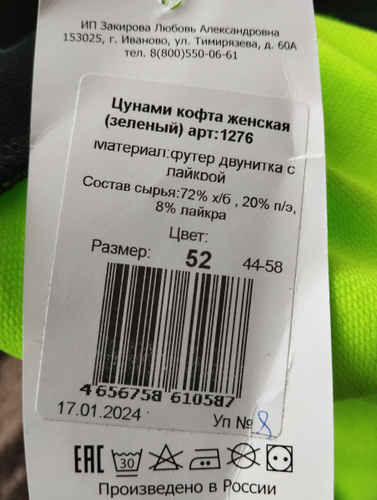 ИП Закирова Любовь Александровна
153025, г. Иваново, ул. Тимирязева, д. 60А
тел. 8(800)550-06-61
Цунами кофта женская
(зеленый) арт:1276
Материал:футер двунитка с
лайкрой
Состав сырья:72% х/б , 20% п/э,
8% лайкра
Цвет:
Размер: 52 44-58
4 656758 610587
17.01.2024 Уп № 8
EAC 30
Произведено в России